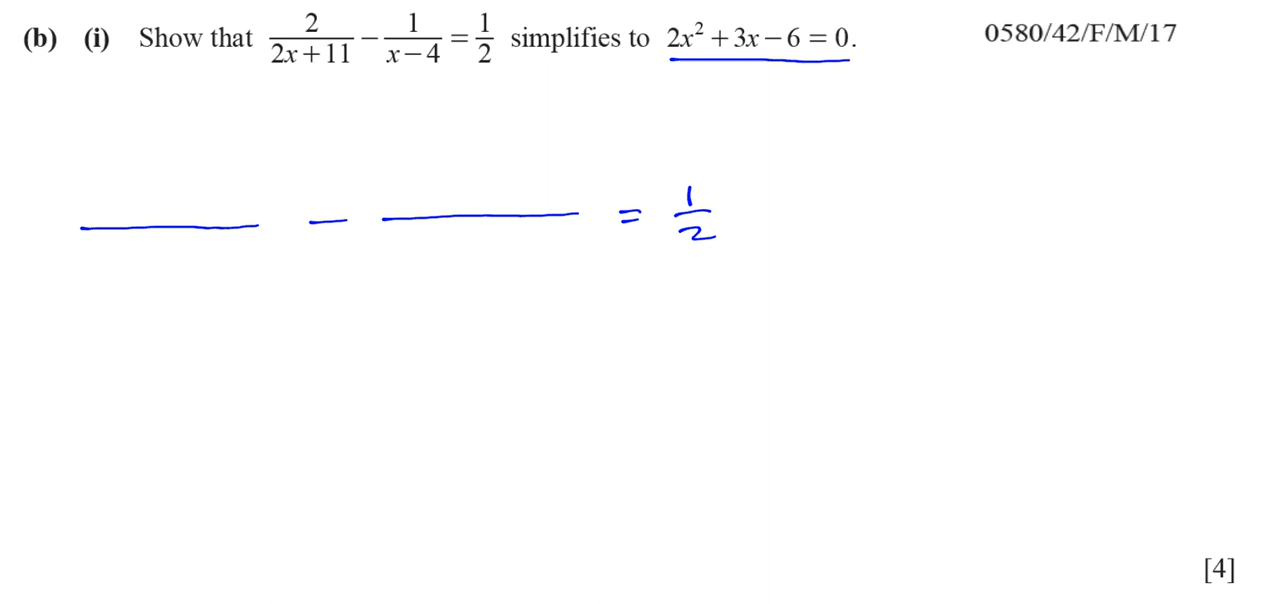 (b) (i) Show that 2/(2x+11) − 1/(x−4) = 1/2 simplifies to 2x² + 3x − 6 = 0. 0580/42/F/M/17
— = 1/2
[4]